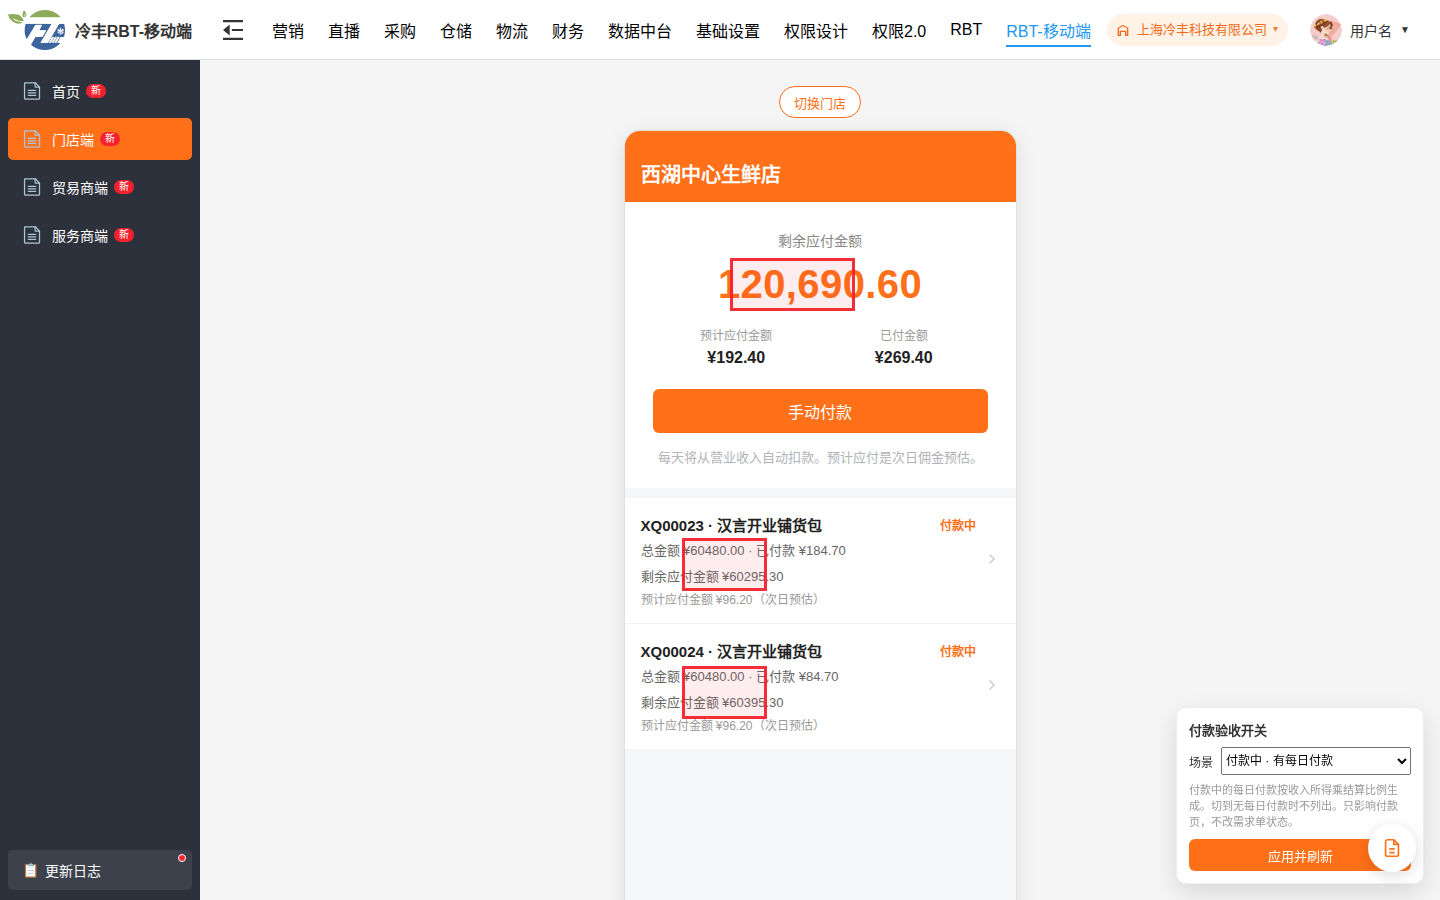 冷丰RBT-移动端
营销 直播 采购 仓储 物流 财务 数据中台 基础设置 权限设计 权限2.0 RBT RBT-移动端
上海冷丰科技有限公司 ▾
用户名 ▼
首页 新
门店端 新
贸易商端 新
服务商端 新
更新日志
切换门店
西湖中心生鲜店
剩余应付金额
120,690.60
预计应付金额 已付金额
¥192.40 ¥269.40
手动付款
每天将从营业收入自动扣款。预计应付是次日佣金预估。
XQ00023 · 汉言开业铺货包 付款中
总金额 ¥60480.00 · 已付款 ¥184.70
剩余应付金额 ¥60295.30
预计应付金额 ¥96.20（次日预估）
XQ00024 · 汉言开业铺货包 付款中
总金额 ¥60480.00 · 已付款 ¥84.70
剩余应付金额 ¥60395.30
预计应付金额 ¥96.20（次日预估）
付款验收开关
场景 付款中 · 有每日付款
付款中的每日付款按收入所得乘结算比例生
成。切到无每日付款时不列出。只影响付款
页，不改需求单状态。
应用并刷新